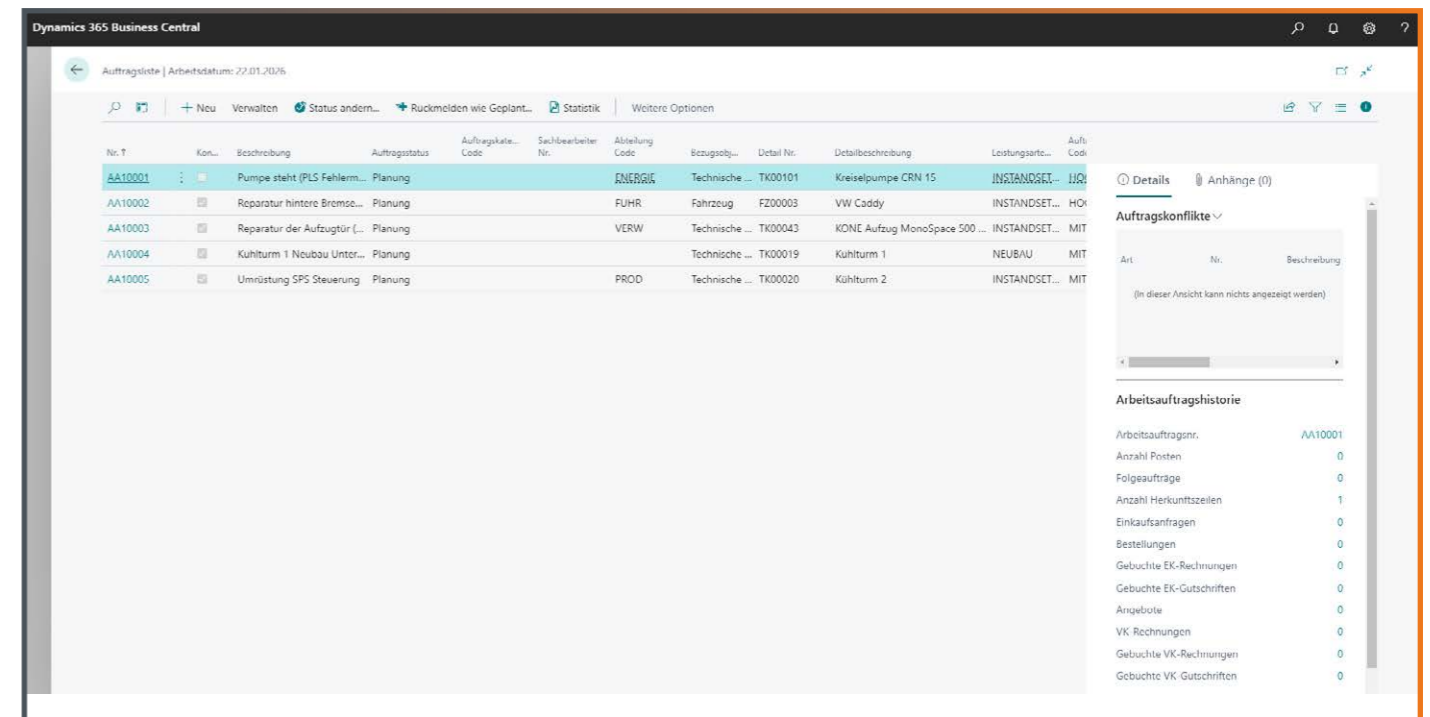 Dynamics 365 Business Central
?
Auftragsliste | Arbeitsdatum: 22.01.2026
+ Neu Verwalten Status ändern... Rückmelden wie Geplant... Statistik Weitere Optionen
Nr. ↑ Kon... Beschreibung Auftragsstatus Auftragskate... Code Sachbearbeiter Nr. Abteilung Code Bezugsobj... Detail Nr. Detailbeschreibung Leistungsarte... Auft Code
AA10001 Pumpe steht (PLS Fehlerm... Planung ENERGIE Technische ... TK00101 Kreiselpumpe CRN 15 INSTANDSET... HO
AA10002 Reparatur hintere Bremse... Planung FUHR Fahrzeug FZ00003 VW Caddy INSTANDSET... HO
AA10003 Reparatur der Aufzugtür (... Planung VERW Technische ... TK00043 KONE Aufzug MonoSpace 500 ... INSTANDSET... MIT
AA10004 Kühlturm 1 Neubau Unter... Planung Technische ... TK00019 Kühlturm 1 NEUBAU MIT
AA10005 Umrüstung SPS Steuerung Planung PROD Technische ... TK00020 Kühlturm 2 INSTANDSET... MIT
Details Anhänge (0)
Auftragskonflikte
Art Nr. Beschreibung
(In dieser Ansicht kann nichts angezeigt werden)
Arbeitsauftragshistorie
Arbeitsauftragsnr. AA10001
Anzahl Posten 0
Folgeaufträge 0
Anzahl Herkunftszeilen 1
Einkaufsanfragen 0
Bestellungen 0
Gebuchte EK-Rechnungen 0
Gebuchte EK-Gutschriften 0
Angebote 0
VK-Rechnungen 0
Gebuchte VK-Rechnungen 0
Gebuchte VK-Gutschriften 0